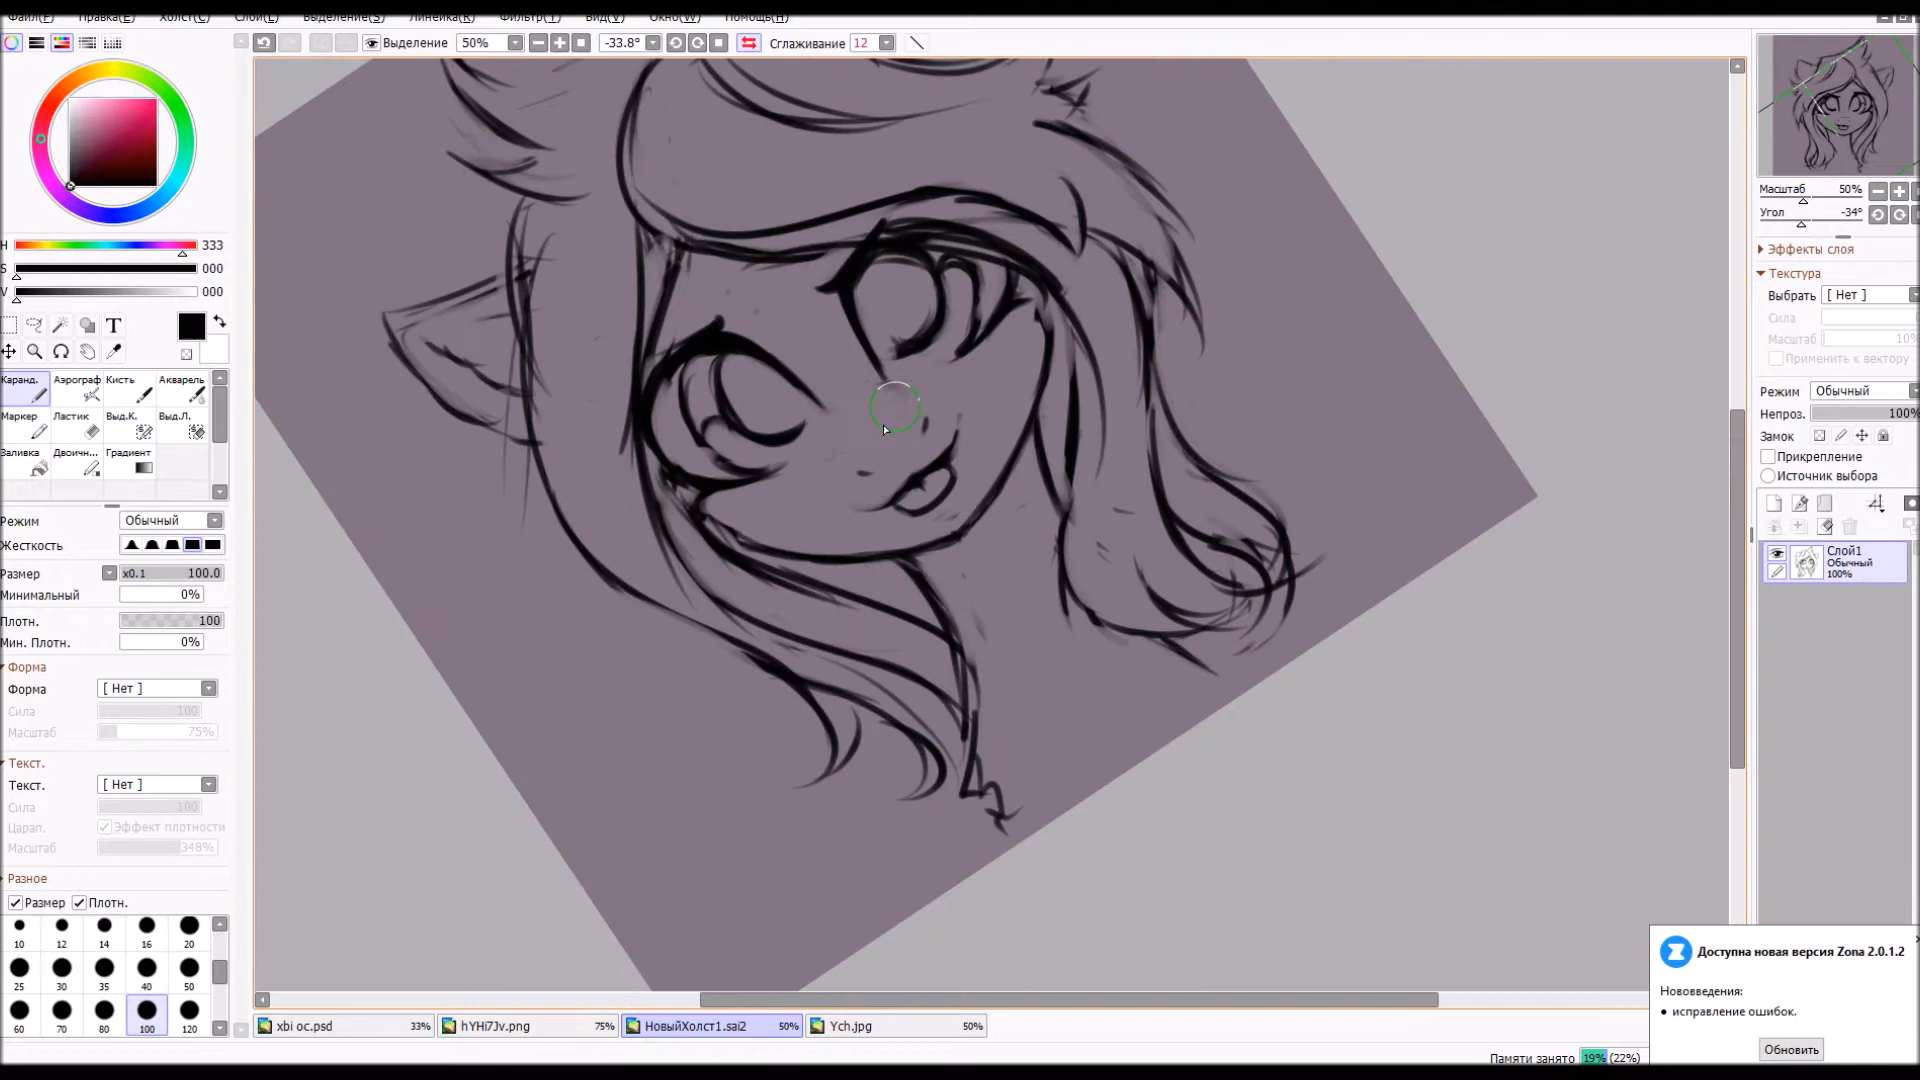 Файл(F) Правка(E) Холст(C) Слой(L) Выделение(S) Линейка(R) Фильтр(T) Вид(V) Окно(W) Помощь(H)
Выделение 50% -33.8° Сглаживание 12
Масштаб 50%
Угол -34°
H 333
S 000
V 000
Эффекты слоя
Текстура
Выбрать [ Нет ]
Сила
Масштаб 10%
Применить к вектору
Каранд. Аэрограф Кисть Акварель
Маркер Ластик Выд.К. Выд.Л.
Заливка Двоичн... Градиент
Режим Обычный
Непроз. 100%
Замок
Прикрепление
Источник выбора
Режим Обычный
Жесткость
Размер x0.1 100.0
Минимальный 0%
Плотн. 100
Мин. Плотн. 0%
Слой1
Обычный
100%
Форма
Форма [ Нет ]
Сила 100
Масштаб 75%
Текст.
Текст. [ Нет ]
Сила 100
Царап. Эффект плотности
Масштаб 348%
Разное
Размер Плотн.
10 12 14 16 20
25 30 35 40 50
60 70 80 100 120
xbi oc.psd 33% hYHi7Jv.png 75% НовыйХолст1.sai2 50% Ych.jpg 50%
Памяти занято 19% (22%)
Доступна новая версия Zona 2.0.1.2
Нововведения:
• исправление ошибок.
Обновить